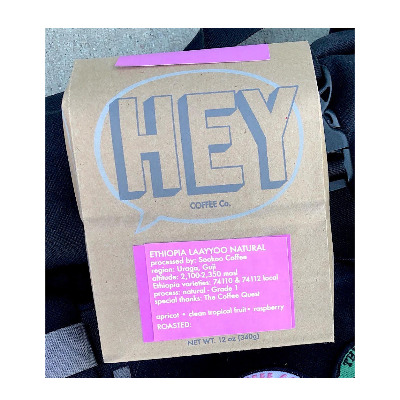 HEY
COFFEE Co.
ETHIOPIA LAAYYOO NATURAL
processed by: Sookoo Coffee
region: Uraga, Guji
altitude: 2,100-2,350 masl
Ethiopia varieties: 74110 & 74112 local
process: natural - Grade 1
special thanks: The Coffee Quest
apricot • clean tropical fruit • raspberry
ROASTED:
NET WT. 12 oz (340g)